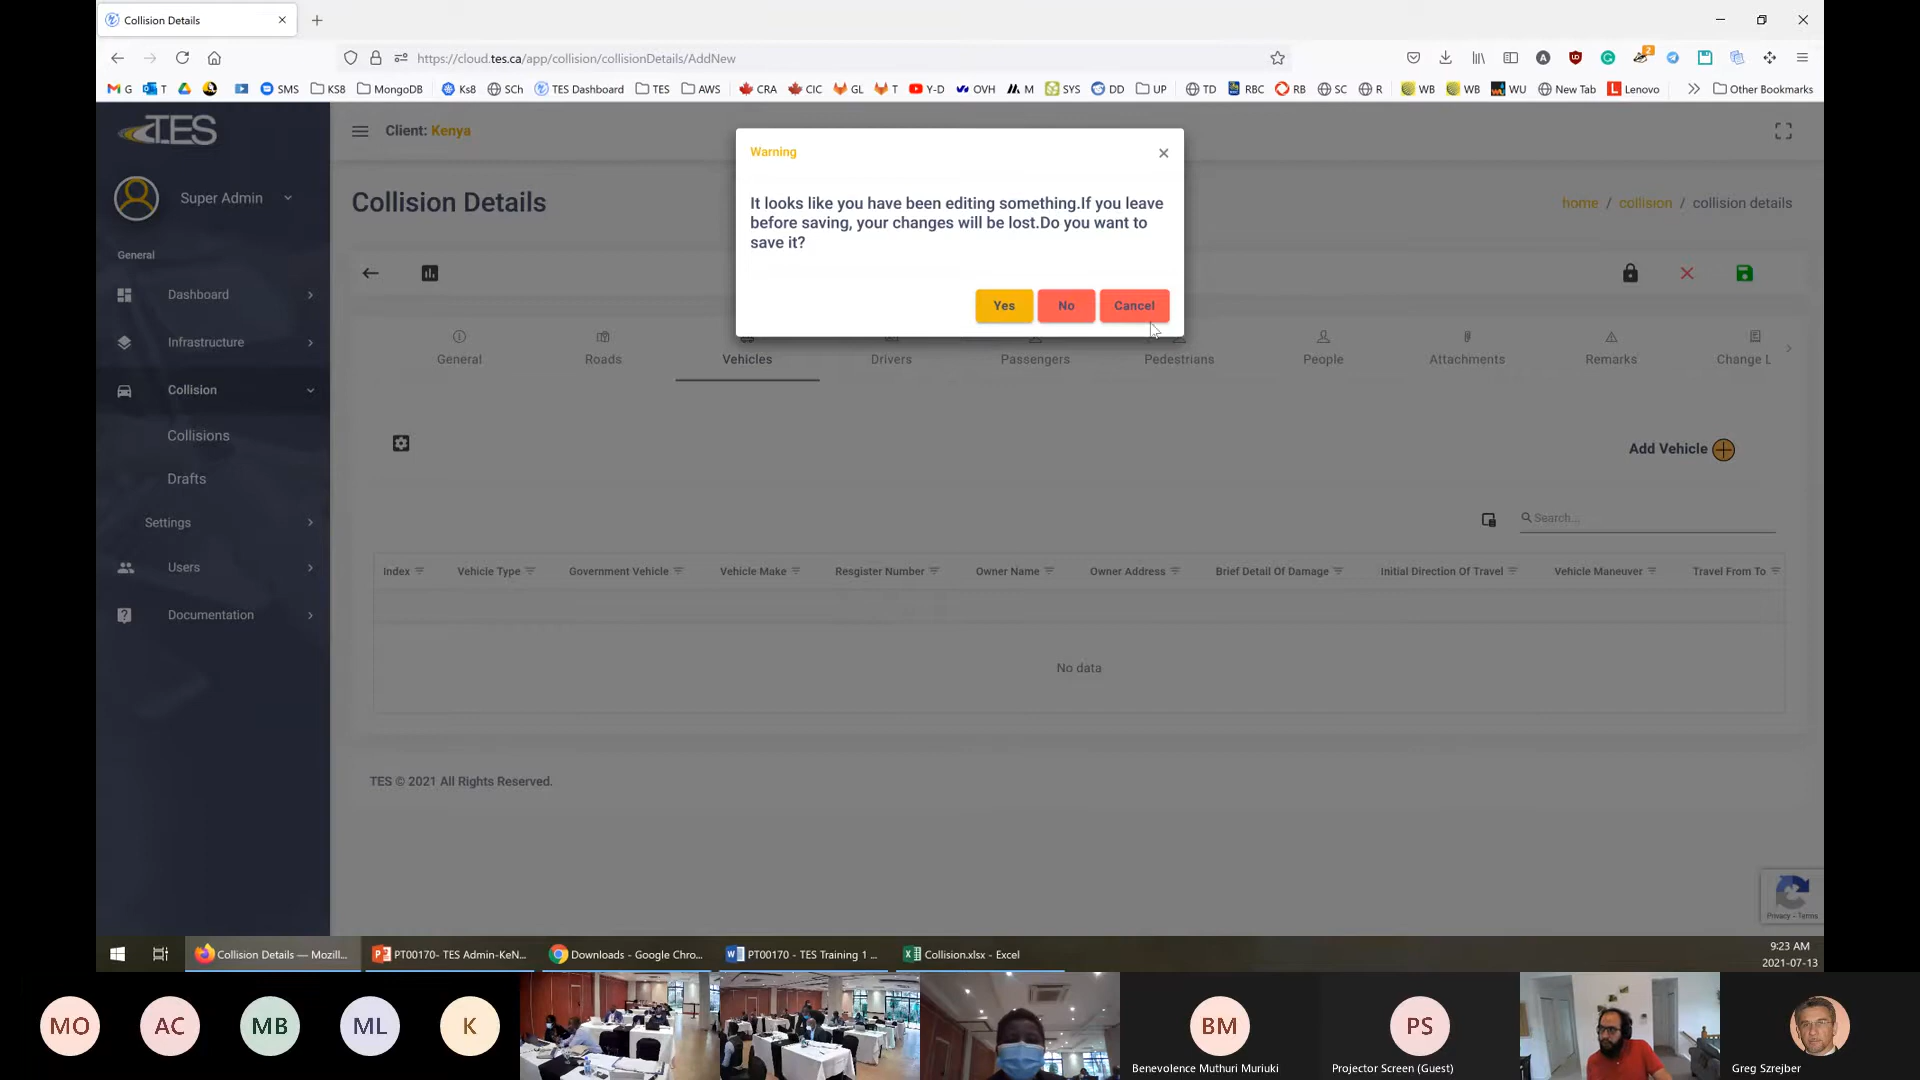 Collision Details
https://cloud.tes.ca/app/collision/collisionDetails/AddNew
2
G T SMS KS8 MongoDB Ks8 SCh TES Dashboard TES AWS CRA CIC GL T Y-D OVH M SYS DD UP TD RBC RB SC R WB WB WU New Tab Lenovo Other Bookmarks
TES
Client: Kenya
Super Admin
General
Dashboard
Infrastructure
Collision
Collisions
Drafts
Settings
Users
Documentation
Collision Details
home / collision / collision details
Warning
It looks like you have been editing something.If you leave
before saving, your changes will be lost.Do you want to
save it?
Yes No Cancel
General Roads Vehicles Drivers Passengers Pedestrians People Attachments Remarks Change L
Add Vehicle
Search...
Index Vehicle Type Government Vehicle Vehicle Make Resgister Number Owner Name Owner Address Brief Detail Of Damage Initial Direction Of Travel Vehicle Maneuver Travel From To
No data
TES © 2021 All Rights Reserved.
Privacy - Terms
Collision Details — Mozill... PT00170- TES Admin-KeN... Downloads - Google Chro... PT00170 - TES Training 1 ... Collision.xlsx - Excel
9:23 AM
2021-07-13
MO AC MB ML K BM PS
Benevolence Muthuri Muriuki Projector Screen (Guest) Greg Szrejber